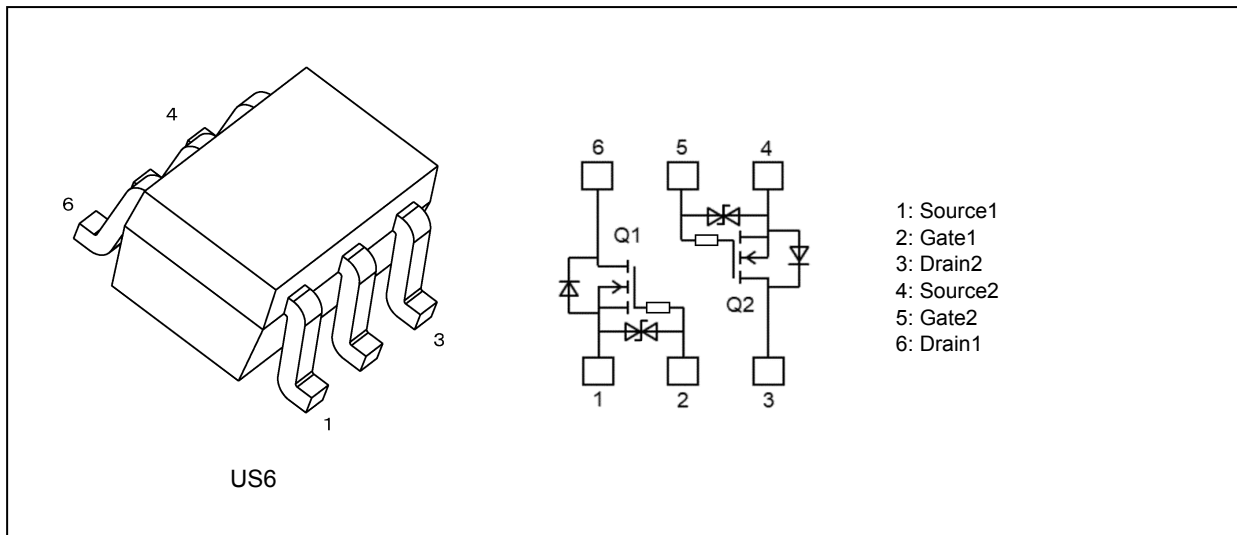 4
6
3
1
US6
6 5 4
Q1
Q2
1 2 3
1: Source1
2: Gate1
3: Drain2
4: Source2
5: Gate2
6: Drain1